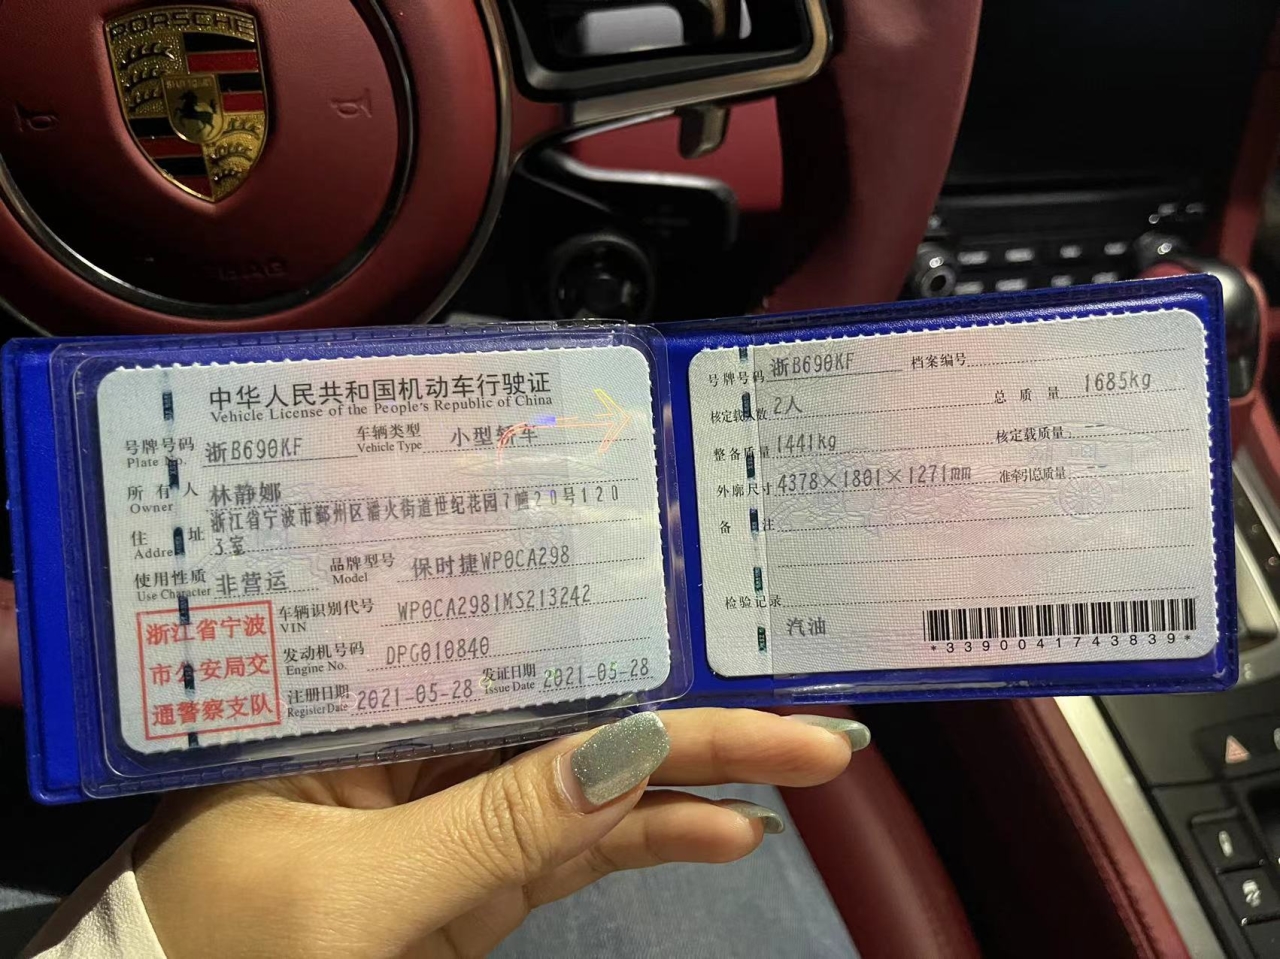 PORSCHE
中华人民共和国机动车行驶证
Vehicle License of the People's Republic of China
号牌号码 浙B690KF 车辆类型 小型轿车
Plate No. Vehicle Type
所有人 林静娜
Owner
浙江省宁波市鄞州区潘火街道世纪花园7幢20号120
住址 3室
Address
使用性质 非营运 品牌型号 保时捷WP0CA298
Use Character Model
浙江省宁波
市公安局交
通警察支队
车辆识别代号 WP0CA2981MS213242
VIN
发动机号码 DPG010840
Engine No.
注册日期 2021-05-28 发证日期 2021-05-28
Register Date Issue Date
号牌号码 浙B690KF 档案编号
核定载人数 2人 总质量 1685kg
整备质量 1441kg 核定载质量
外廓尺寸 4378×1801×1271mm 准牵引总质量
备注
检验记录
汽油
*3390041743839*